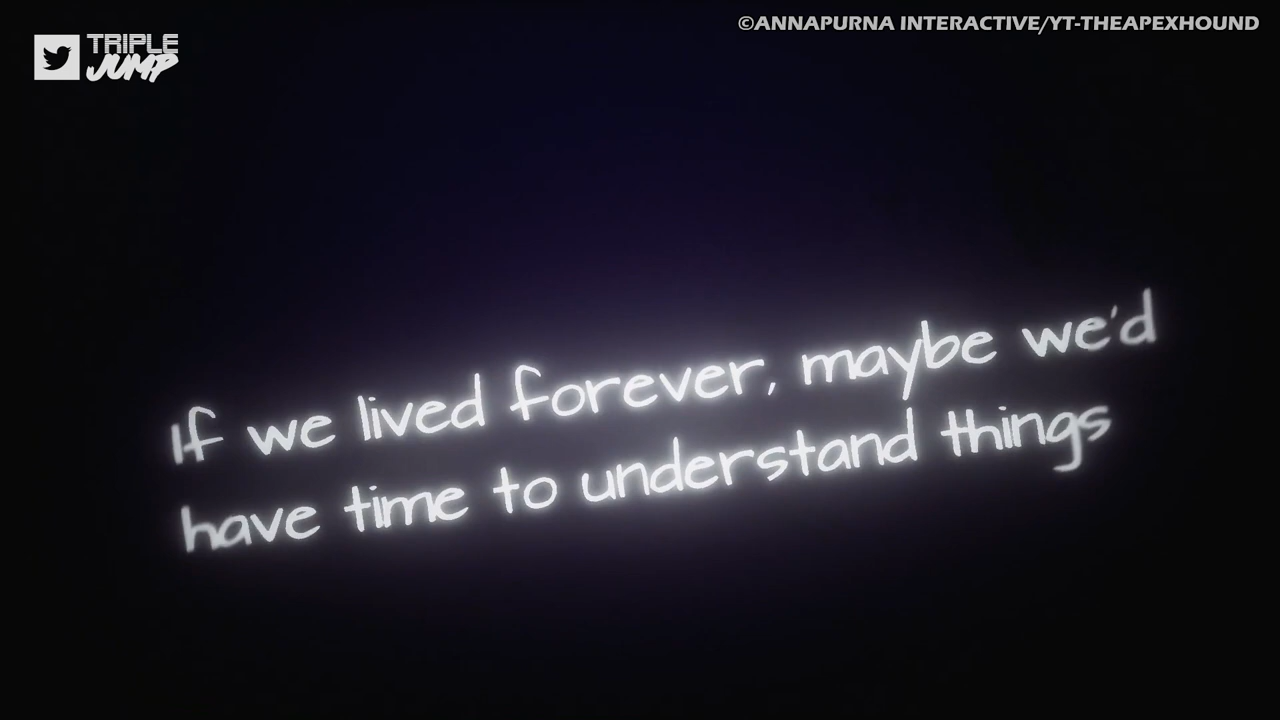 ©ANNAPURNA INTERACTIVE/YT-THEAPEXHOUND
TRIPLE
JUMP
If we lived forever, maybe we'd
have time to understand things